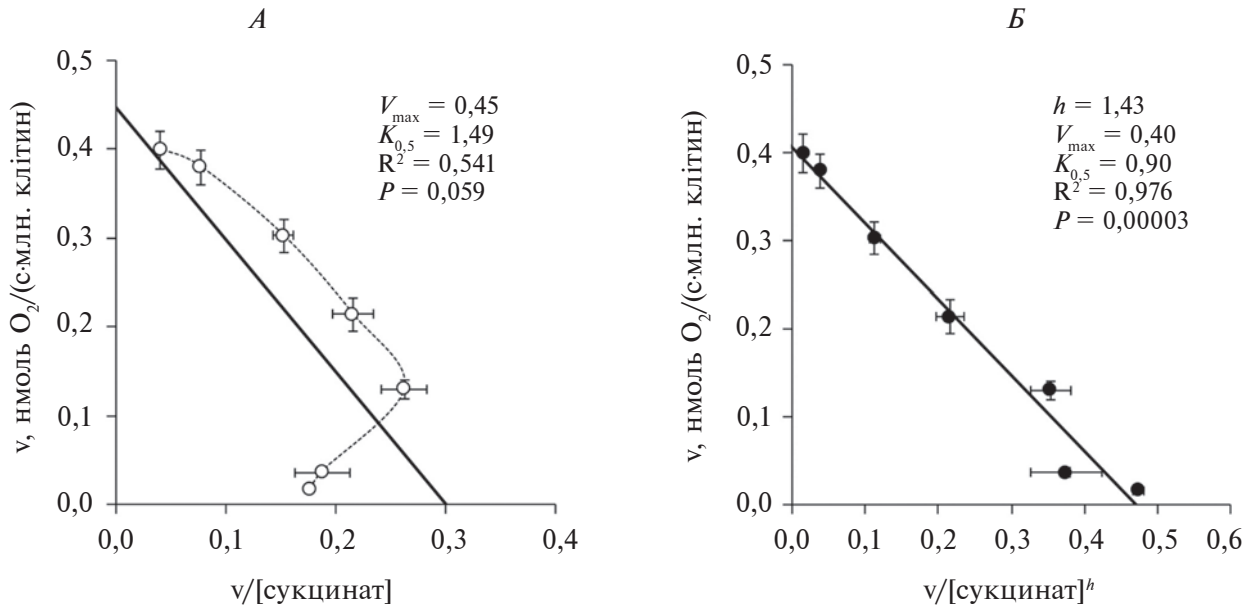 А
0,5
0,4
0,3
0,2
0,1
0,0
v, нмоль O₂/(с·млн. клітин)
V_max = 0,45
K_0,5 = 1,49
R² = 0,541
P = 0,059
0,0 0,1 0,2 0,3 0,4
v/[сукцинат]
Б
0,5
0,4
0,3
0,2
0,1
0,0
v, нмоль O₂/(с·млн. клітин)
h = 1,43
V_max = 0,40
K_0,5 = 0,90
R² = 0,976
P = 0,00003
0,0 0,1 0,2 0,3 0,4 0,5 0,6
v/[сукцинат]ʰ